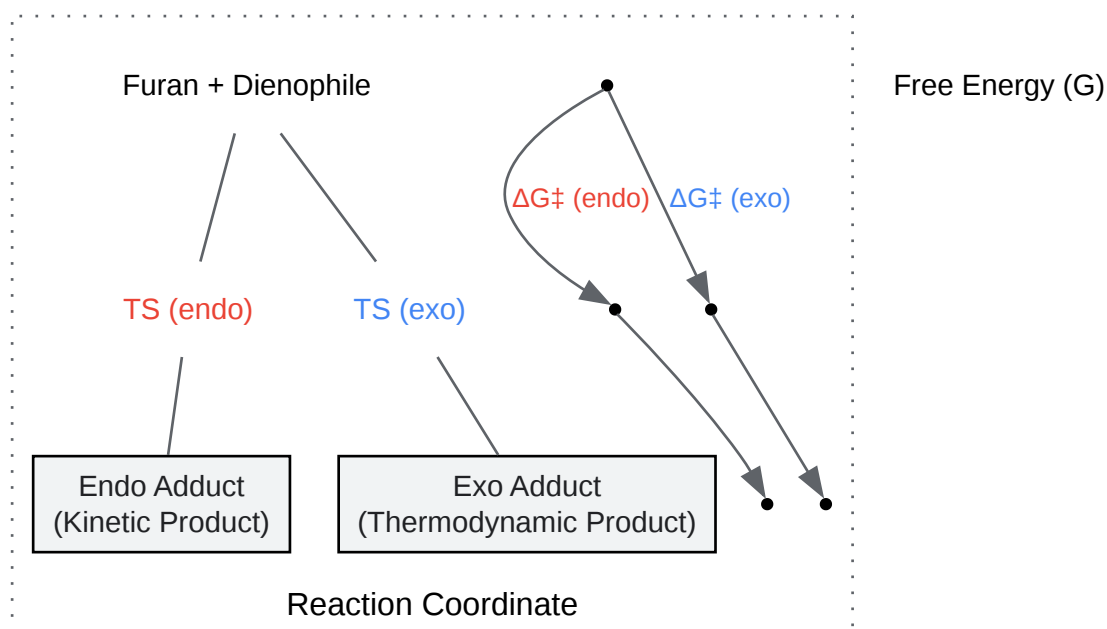 Furan + Dienophile
Free Energy (G)
ΔG‡ (endo)
ΔG‡ (exo)
TS (endo)
TS (exo)
Endo Adduct
(Kinetic Product)
Exo Adduct
(Thermodynamic Product)
Reaction Coordinate